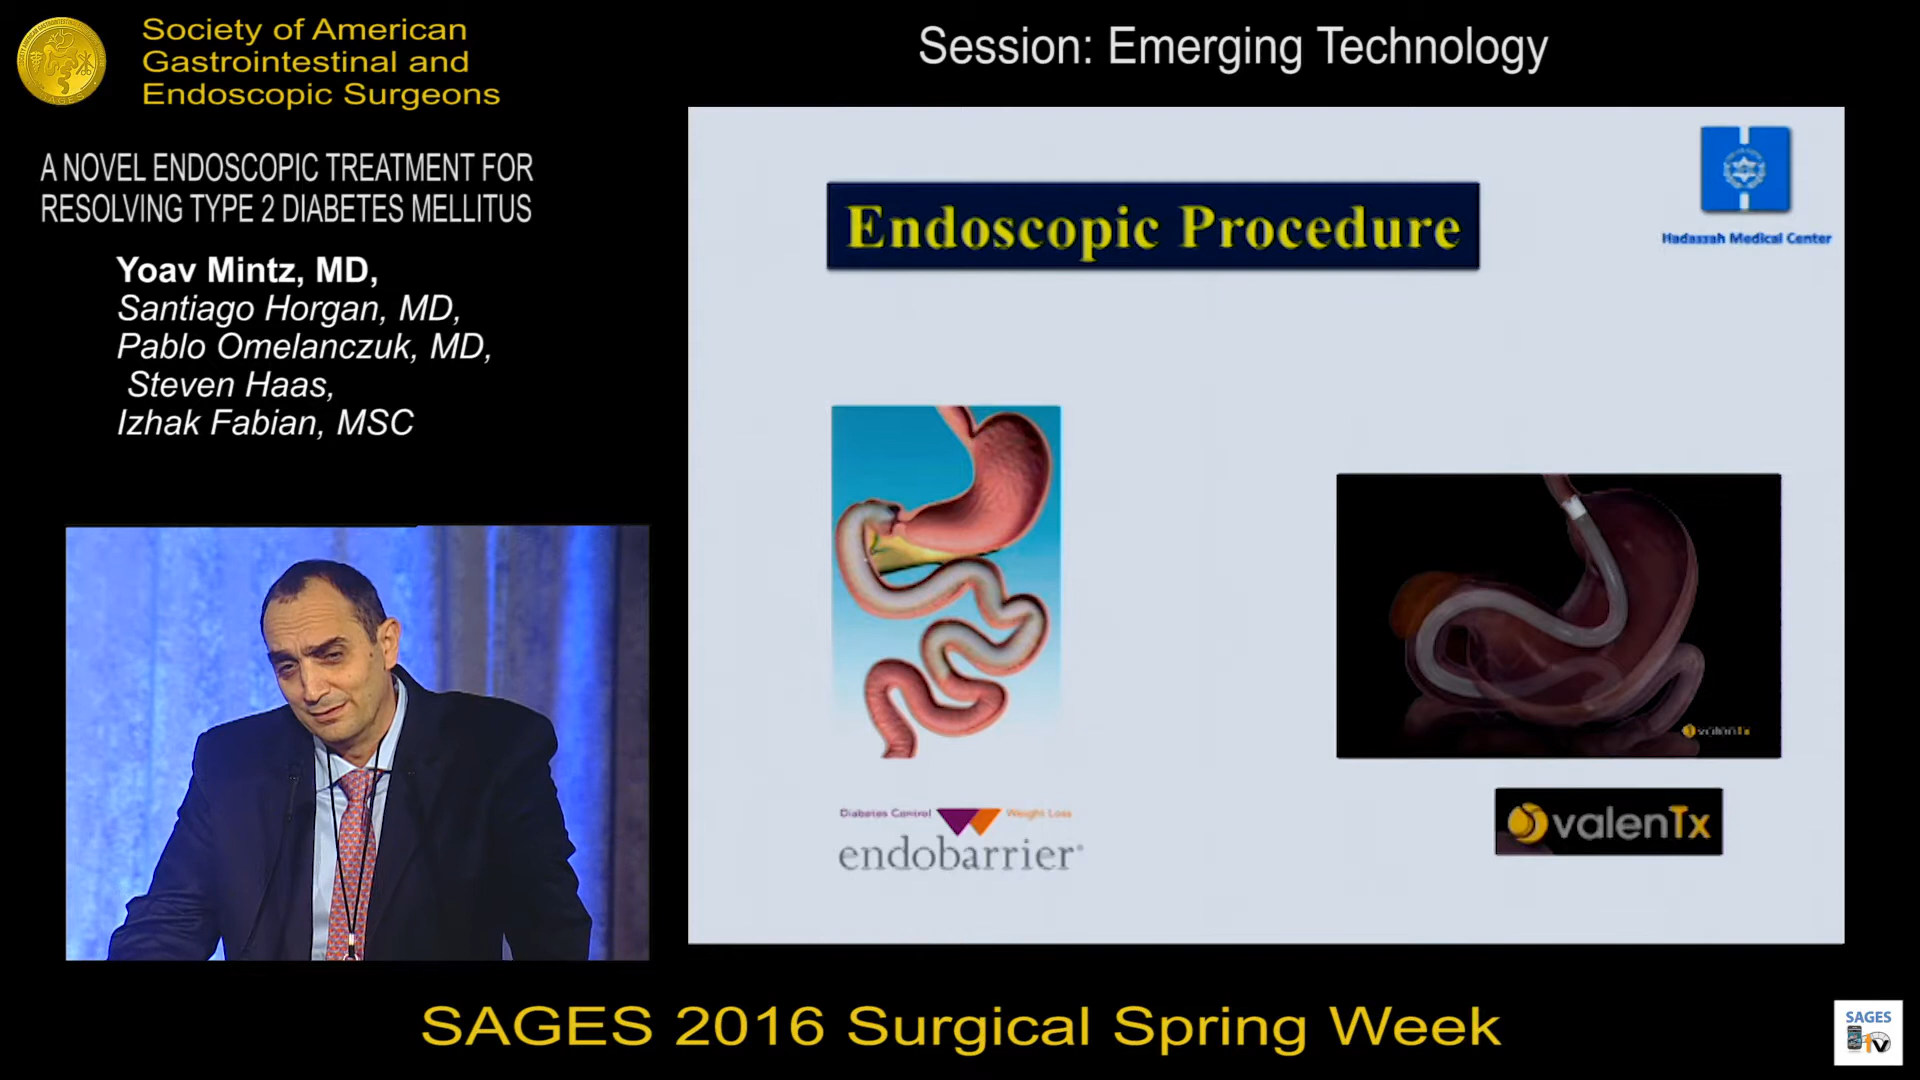 Society of American
Gastrointestinal and
Endoscopic Surgeons
Session: Emerging Technology
A NOVEL ENDOSCOPIC TREATMENT FOR
RESOLVING TYPE 2 DIABETES MELLITUS
Yoav Mintz, MD,
Santiago Horgan, MD,
Pablo Omelanczuk, MD,
Steven Haas,
Izhak Fabian, MSC
Endoscopic Procedure
Hadassah Medical Center
valenTx
Diabetes Control Weight Loss
endobarrier®
valenTx
SAGES 2016 Surgical Spring Week
SAGES
TV